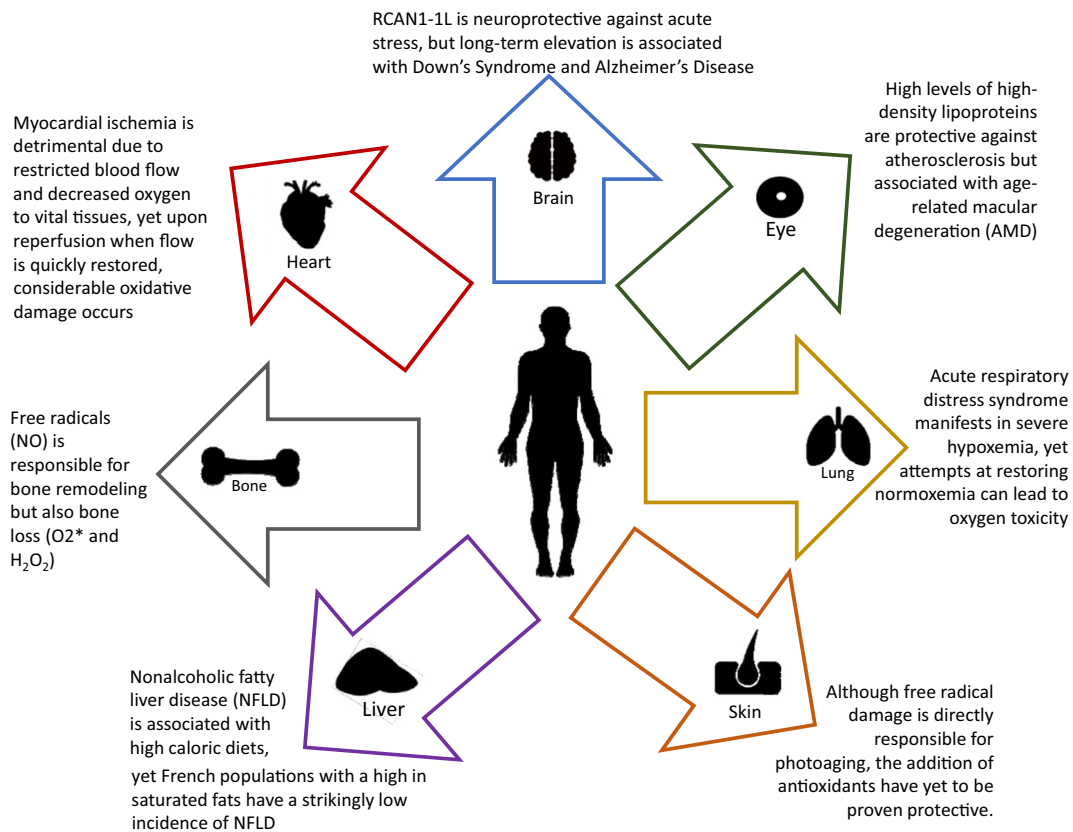 RCAN1-1L is neuroprotective against acute
stress, but long-term elevation is associated
with Down’s Syndrome and Alzheimer’s Disease
Brain
High levels of high-
density lipoproteins
are protective against
atherosclerosis but
associated with age-
related macular
degeneration (AMD)
Eye
Myocardial ischemia is
detrimental due to
restricted blood flow
and decreased oxygen
to vital tissues, yet upon
reperfusion when flow
is quickly restored,
considerable oxidative
damage occurs
Heart
Acute respiratory
distress syndrome
manifests in severe
hypoxemia, yet
attempts at restoring
normoxemia can lead to
oxygen toxicity
Lung
Free radicals
(NO) is
responsible for
bone remodeling
but also bone
loss (O2* and
H₂O₂)
Bone
Nonalcoholic fatty
liver disease (NFLD)
is associated with
high caloric diets,
yet French populations with a high in
saturated fats have a strikingly low
incidence of NFLD
Liver
Although free radical
damage is directly
responsible for
photoaging, the addition of
antioxidants have yet to be
proven protective.
Skin